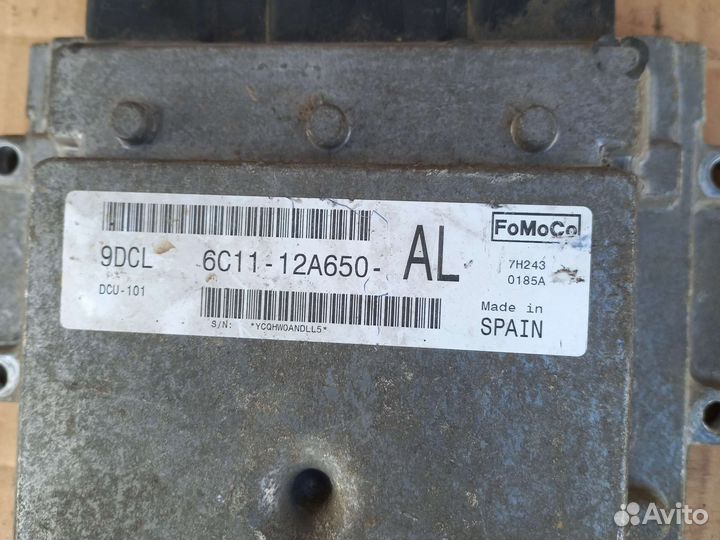 9DCL 6C11-12A650- AL
DCU-101
S/N: *YCQHW0ANDLL5*
FoMoCo
7H243
0185A
Made in
SPAIN
Avito